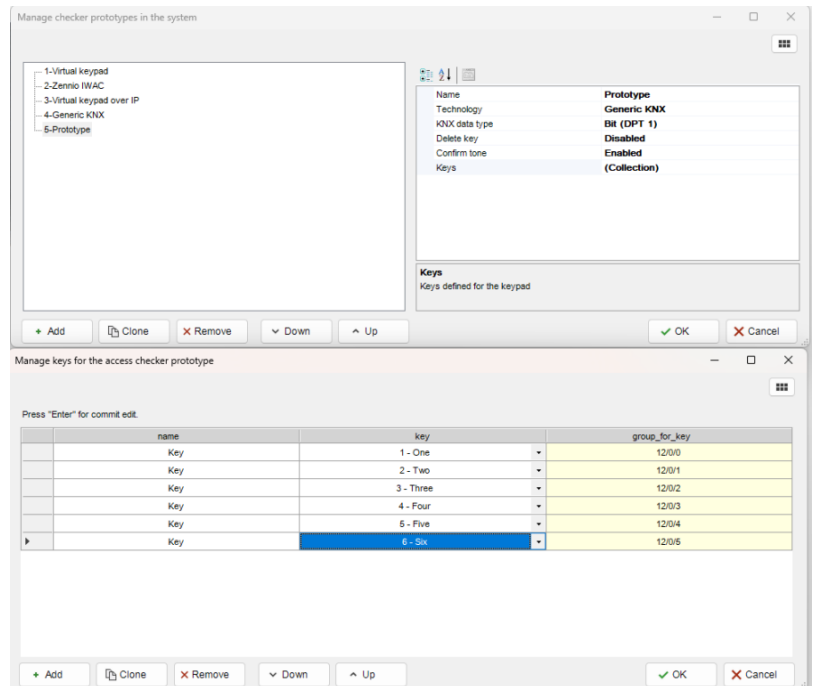 Manage checker prototypes in the system
1-Virtual keypad
2-Zennio IWAC
3-Virtual keypad over IP
4-Generic KNX
5-Prototype
Name Prototype
Technology Generic KNX
KNX data type Bit (DPT 1)
Delete key Disabled
Confirm tone Enabled
Keys (Collection)
Keys
Keys defined for the keypad
+ Add Clone Remove Down Up OK Cancel
Manage keys for the access checker prototype
Press "Enter" for commit edit.
name key group_for_key
Key 1 - One 12/0/0
Key 2 - Two 12/0/1
Key 3 - Three 12/0/2
Key 4 - Four 12/0/3
Key 5 - Five 12/0/4
Key 6 - Six 12/0/5
+ Add Clone Remove Down Up OK Cancel